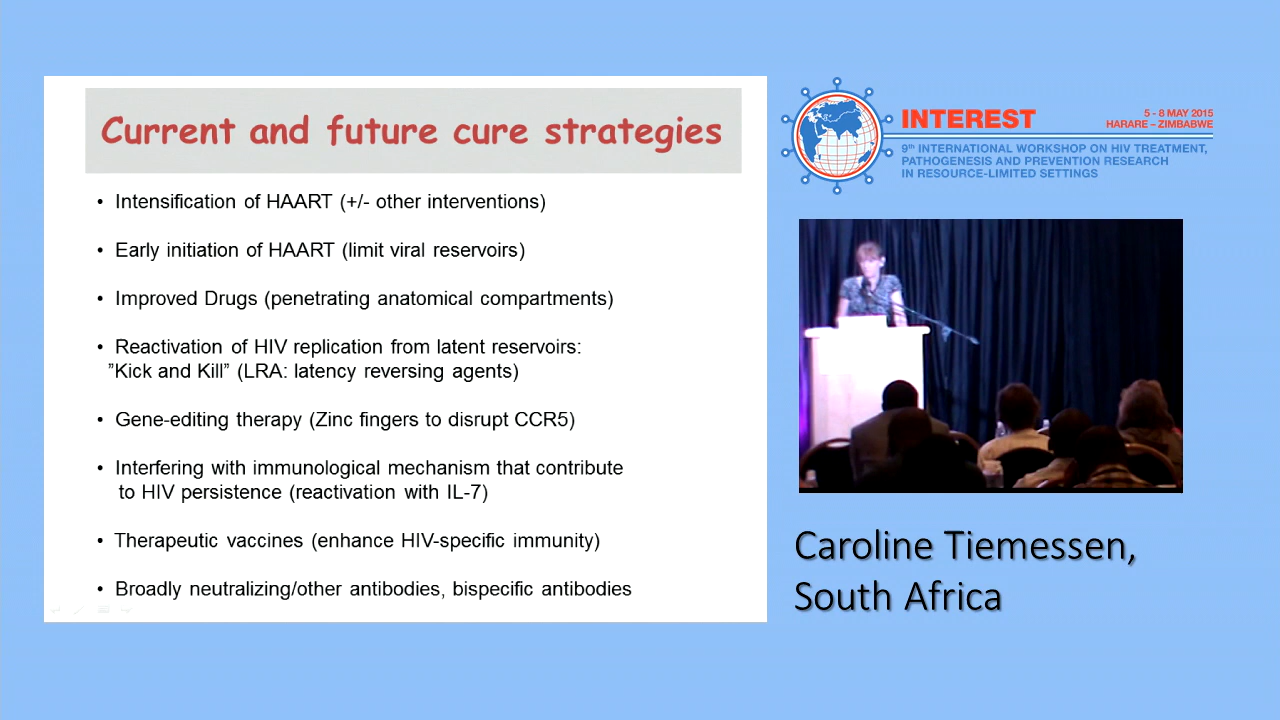 Current and future cure strategies
• Intensification of HAART (+/- other interventions)
• Early initiation of HAART (limit viral reservoirs)
• Improved Drugs (penetrating anatomical compartments)
• Reactivation of HIV replication from latent reservoirs:
”Kick and Kill” (LRA: latency reversing agents)
• Gene-editing therapy (Zinc fingers to disrupt CCR5)
• Interfering with immunological mechanism that contribute
to HIV persistence (reactivation with IL-7)
• Therapeutic vaccines (enhance HIV-specific immunity)
• Broadly neutralizing/other antibodies, bispecific antibodies
INTEREST
5 - 8 MAY 2015
HARARE – ZIMBABWE
9th INTERNATIONAL WORKSHOP ON HIV TREATMENT,
PATHOGENESIS AND PREVENTION RESEARCH
IN RESOURCE-LIMITED SETTINGS
Caroline Tiemessen,
South Africa